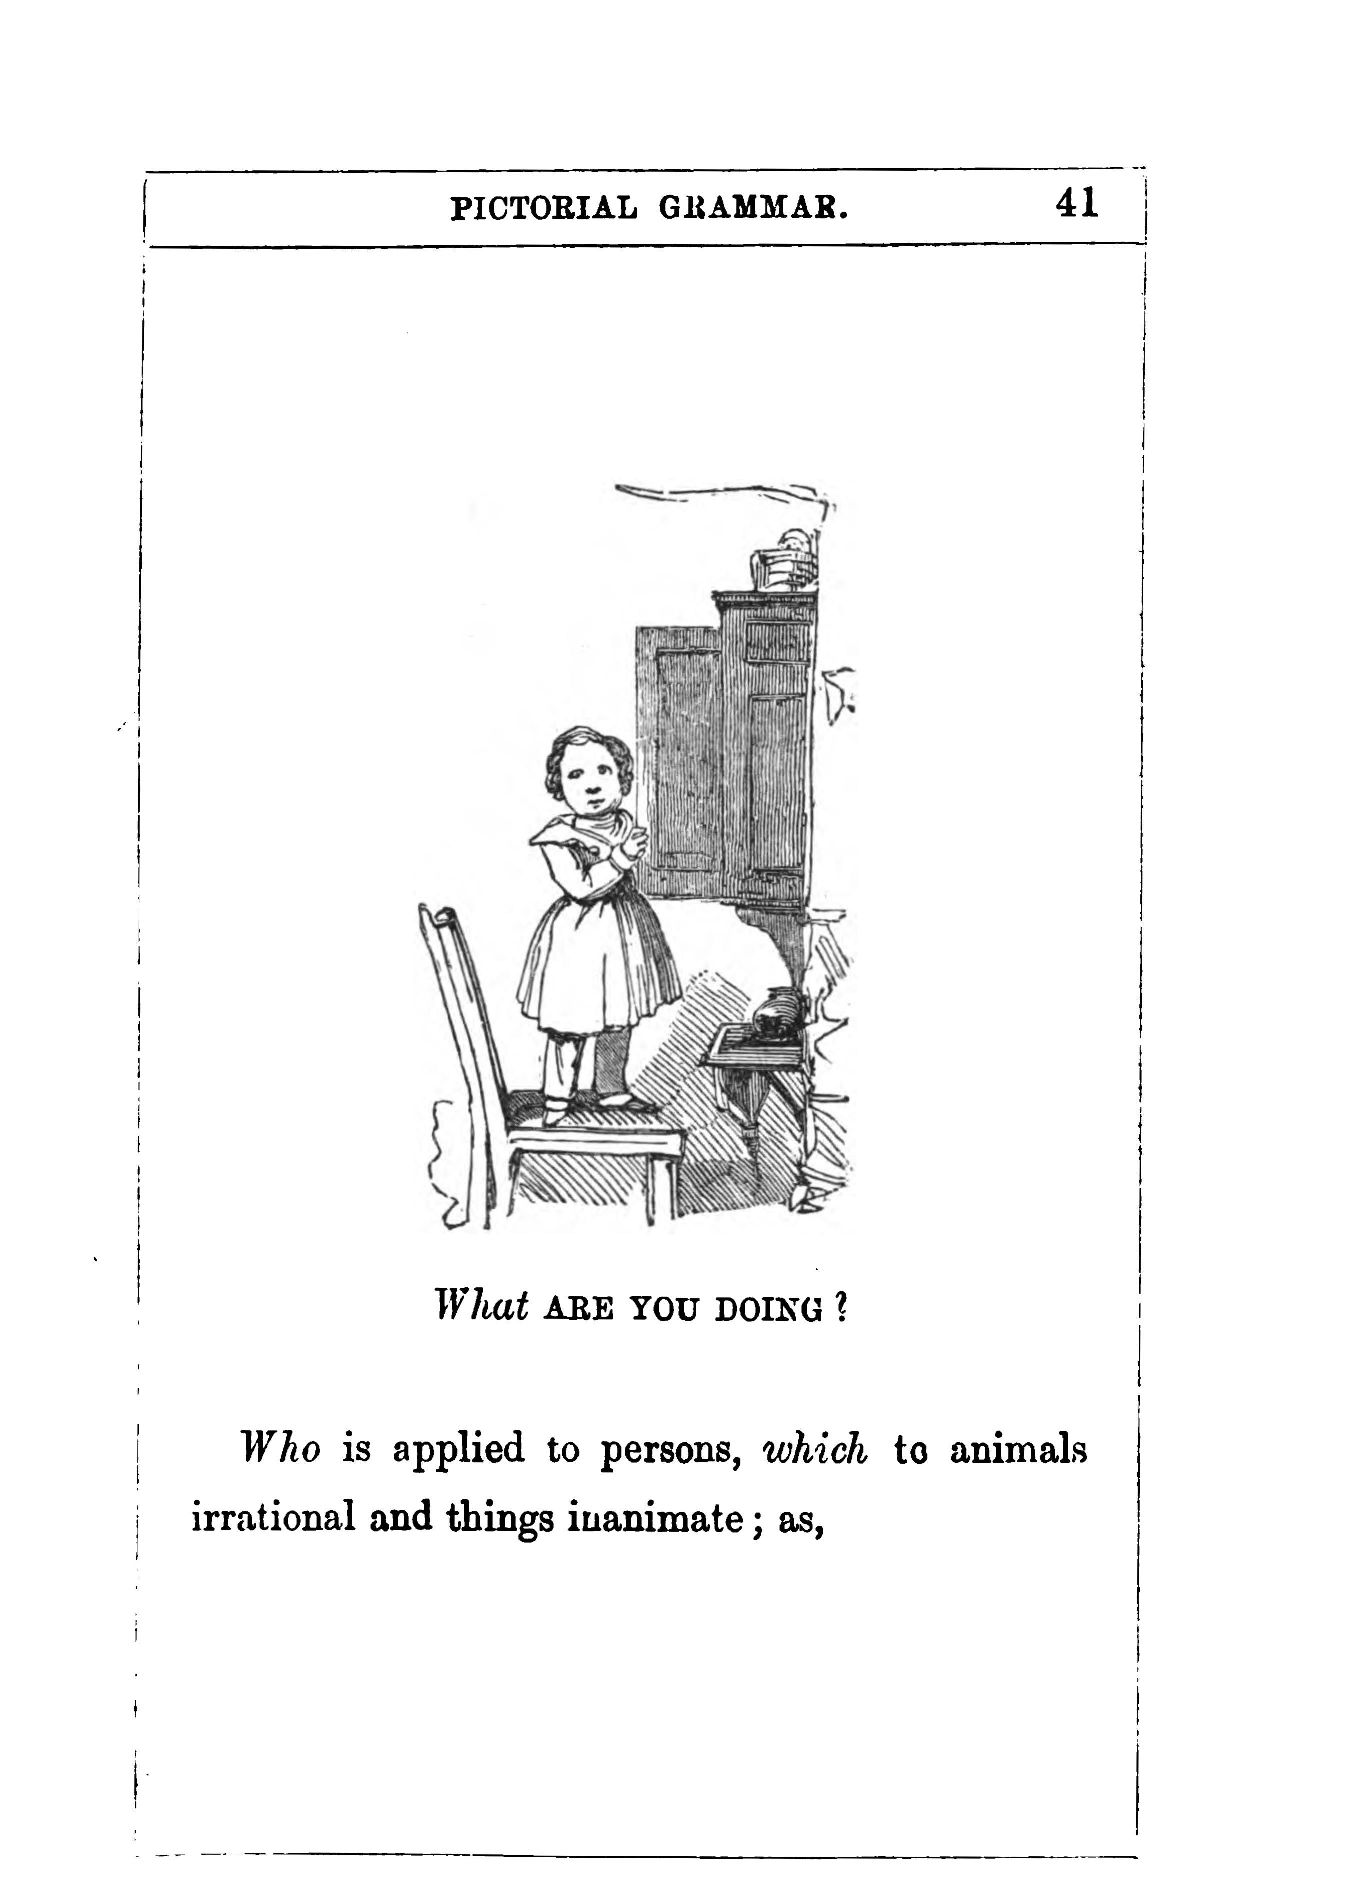 PICTORIAL GRAMMAR. 41
What ARE YOU DOING?
Who is applied to persons, which to animals
irrational and things inanimate; as,